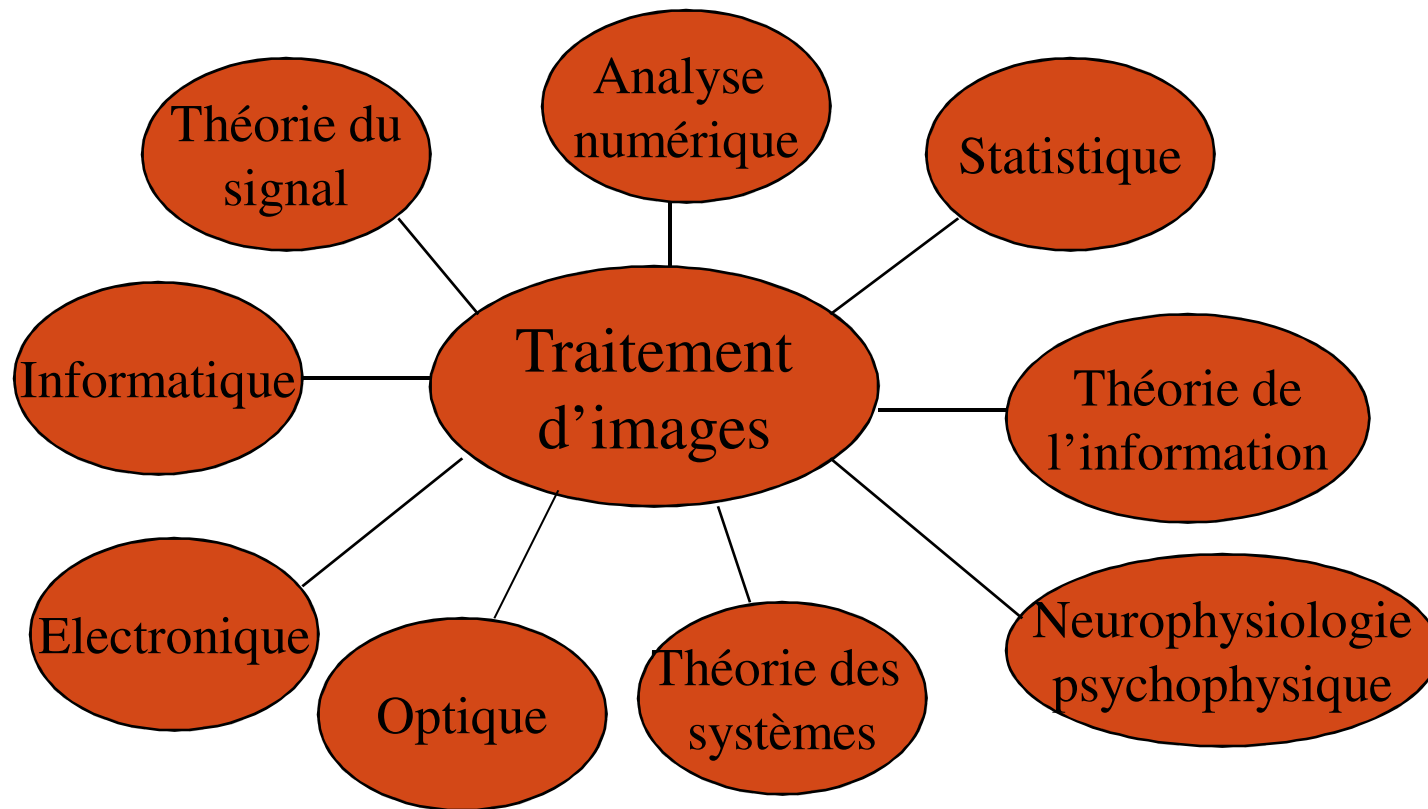 Analyse
numérique
Théorie du
signal
Statistique
Traitement
d’images
Informatique
Théorie de
l’information
Electronique
Neurophysiologie
psychophysique
Optique
Théorie des
systèmes